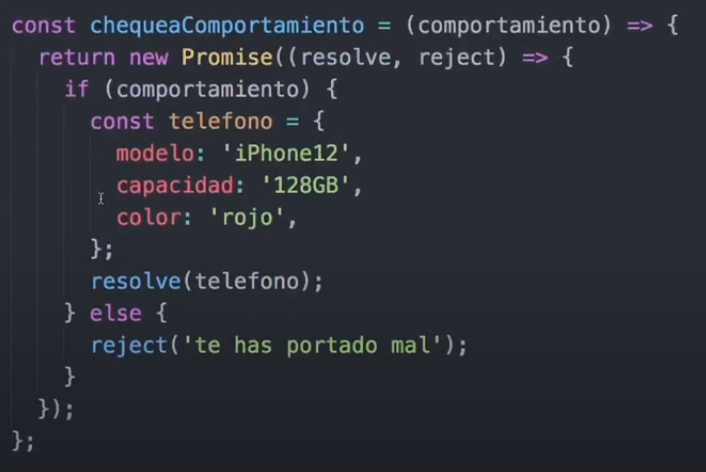 const chequeaComportamiento = (comportamiento) => {
return new Promise((resolve, reject) => {
if (comportamiento) {
const telefono = {
modelo: 'iPhone12',
capacidad: '128GB',
color: 'rojo',
};
resolve(telefono);
} else {
reject('te has portado mal');
}
});
};